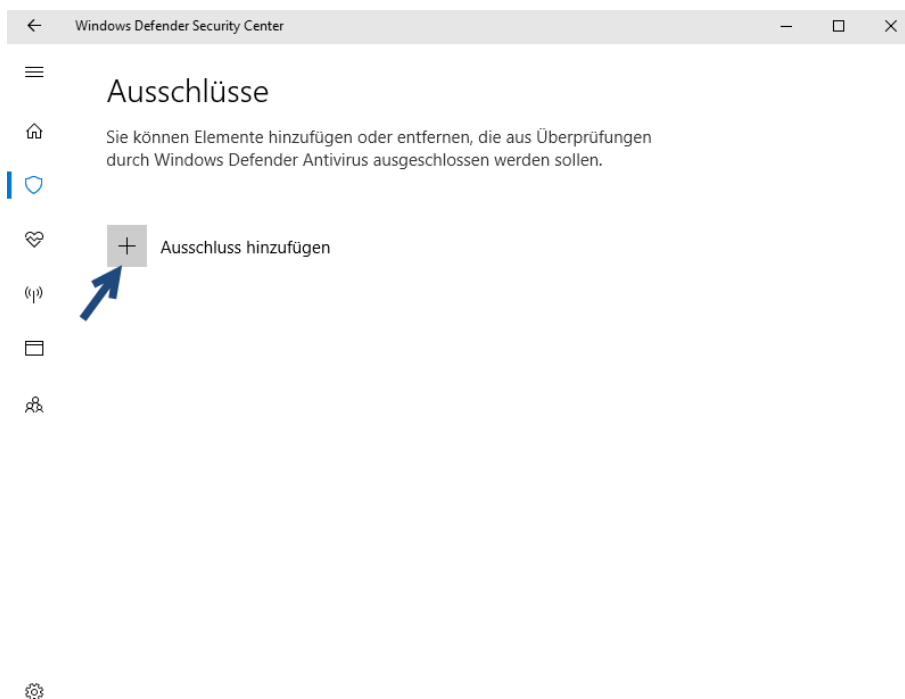 Windows Defender Security Center
Ausschlüsse
Sie können Elemente hinzufügen oder entfernen, die aus Überprüfungen
durch Windows Defender Antivirus ausgeschlossen werden sollen.
Ausschluss hinzufügen